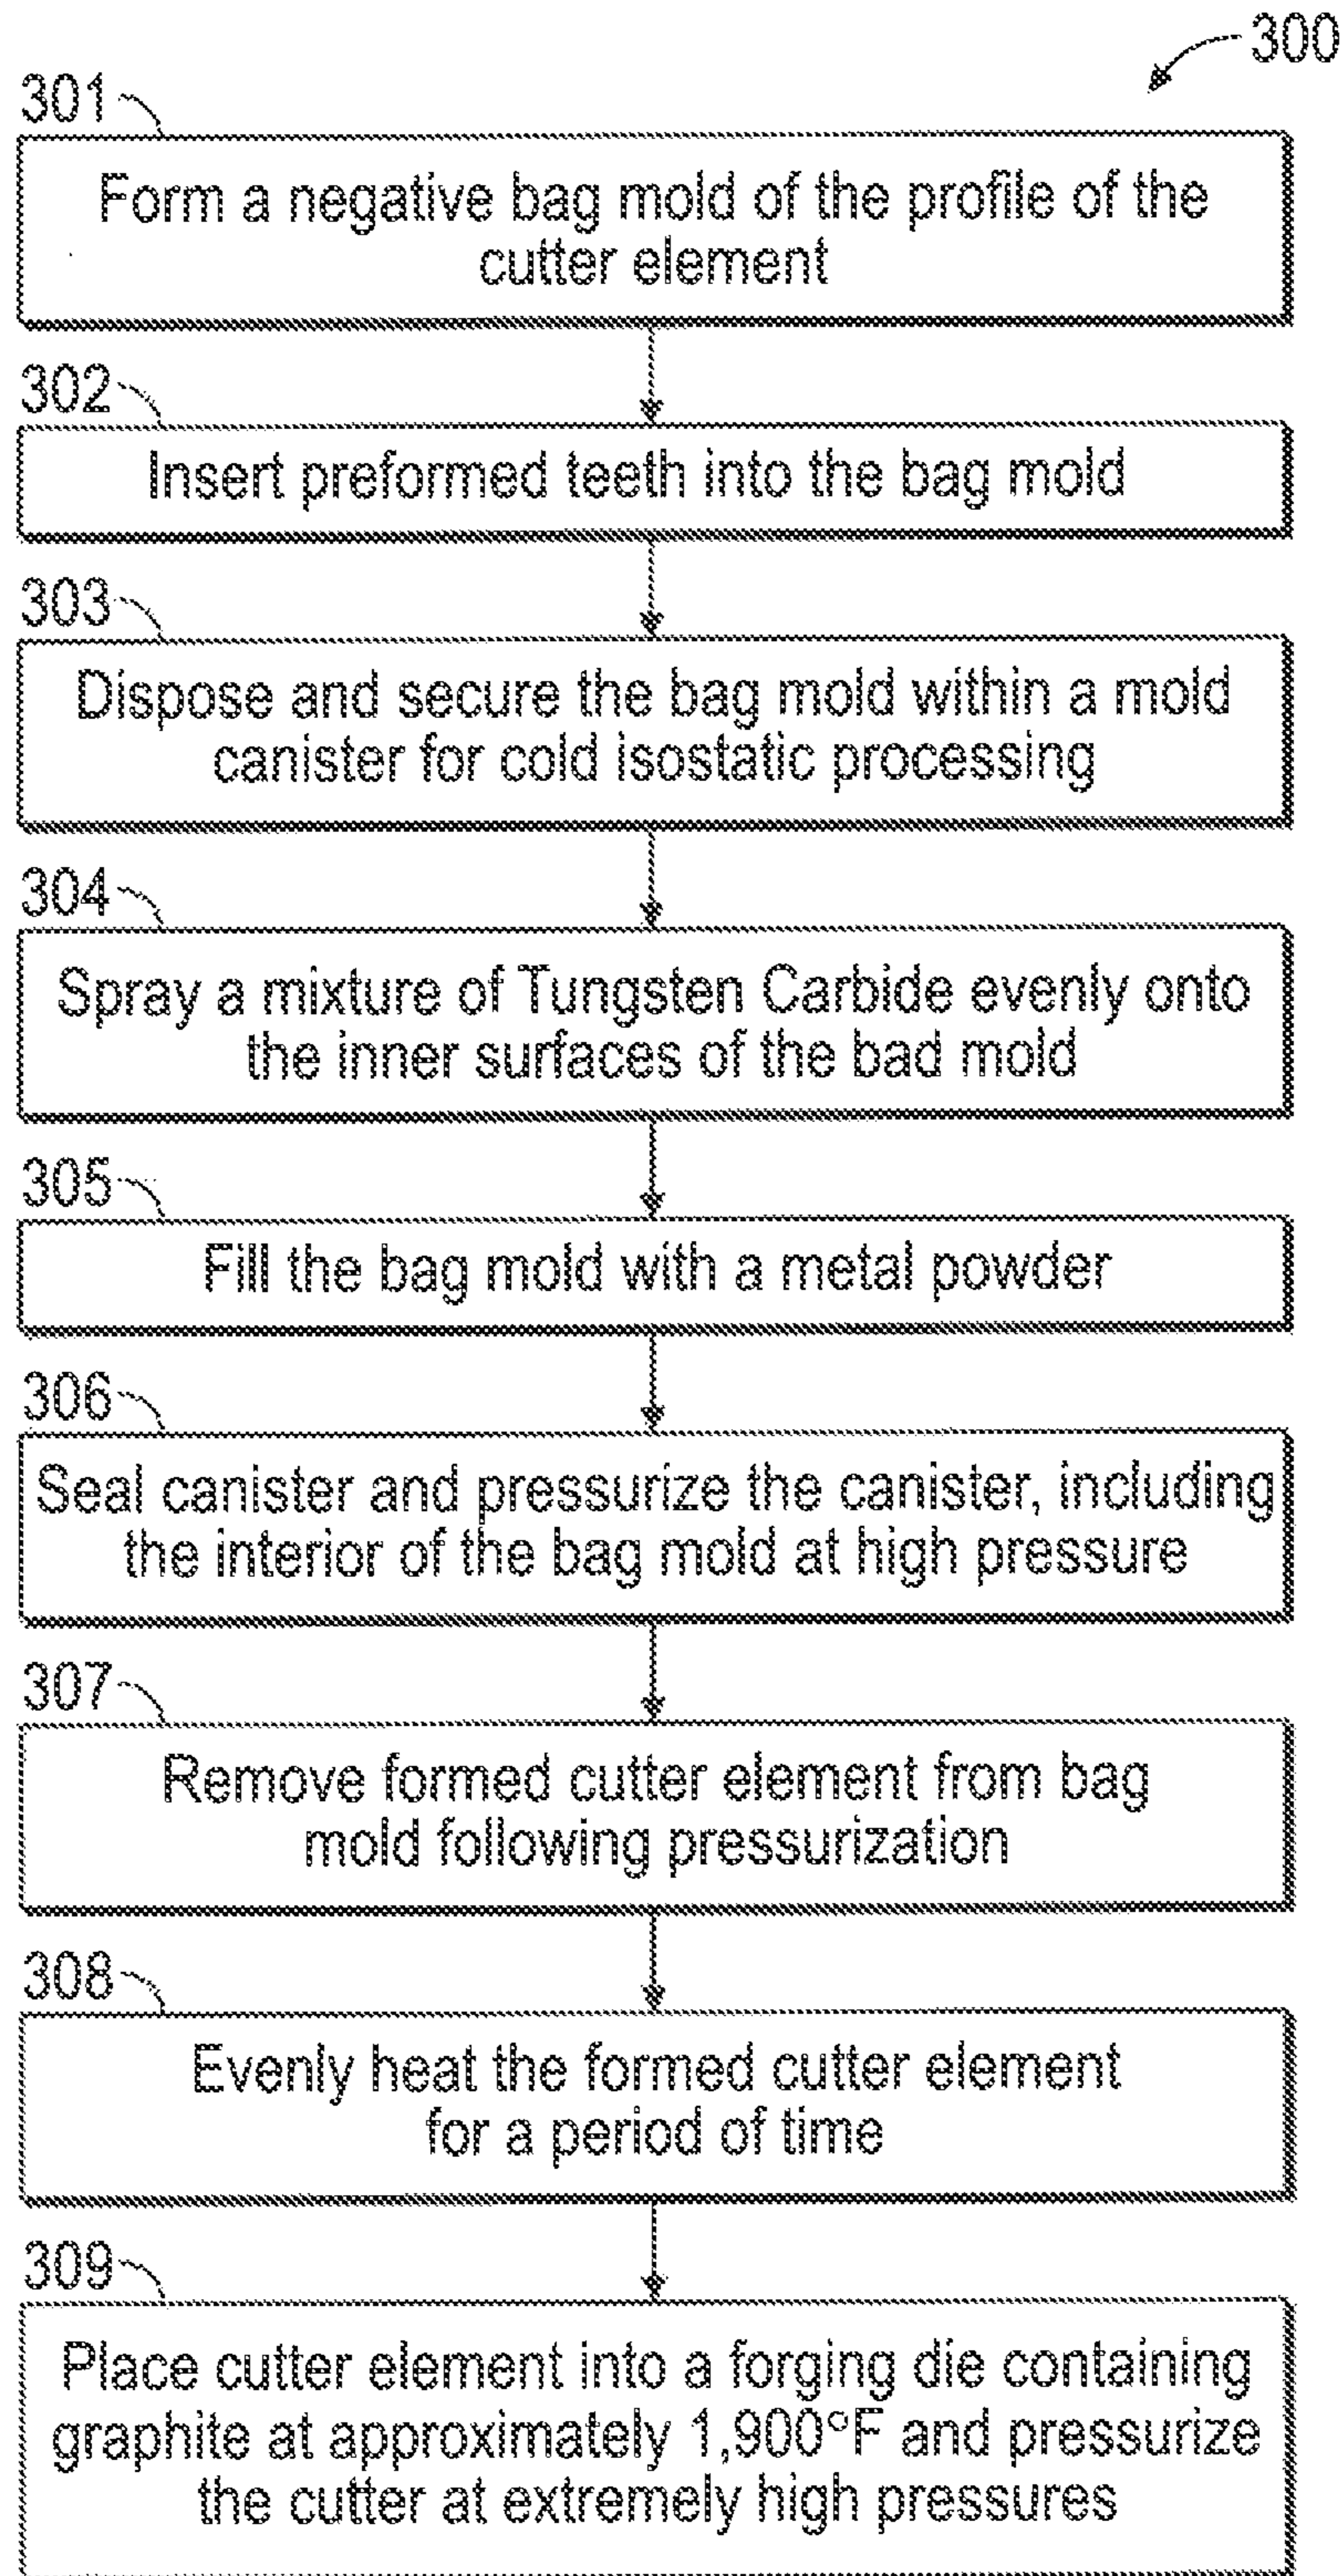 300
301
Form a negative bag mold of the profile of the
cutter element
302
Insert preformed teeth into the bag mold
303
Dispose and secure the bag mold within a mold
canister for cold isostatic processing
304
Spray a mixture of Tungsten Carbide evenly onto
the inner surfaces of the bad mold
305
Fill the bag mold with a metal powder
306
Seal canister and pressurize the canister, including
the interior of the bag mold at high pressure
307
Remove formed cutter element from bag
mold following pressurization
308
Evenly heat the formed cutter element
for a period of time
309
Place cutter element into a forging die containing
graphite at approximately 1,900°F and pressurize
the cutter at extremely high pressures